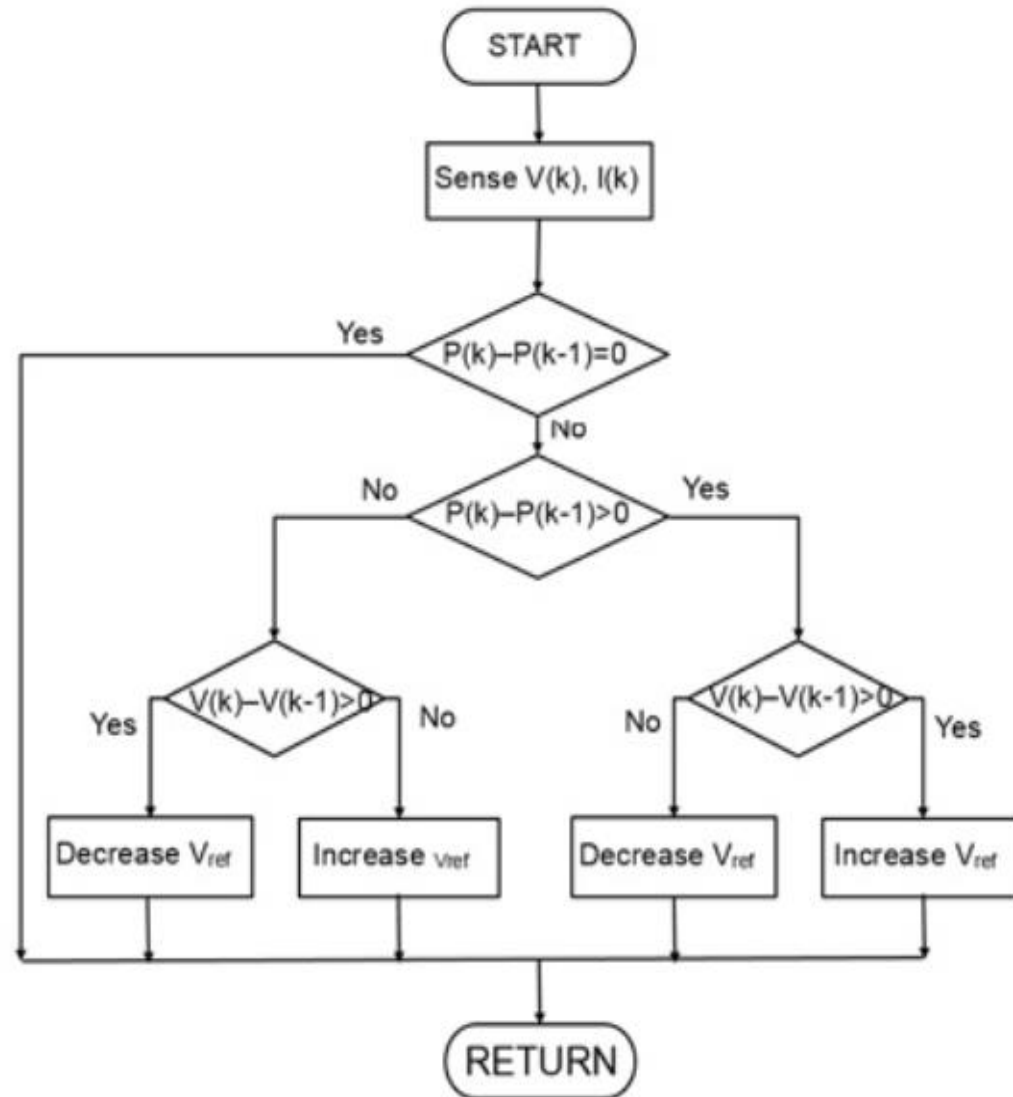 START
Sense V(k), I(k)
Yes
P(k)–P(k-1)=0
No
No
P(k)–P(k-1)>0
Yes
V(k)–V(k-1)>0
Yes
No
V(k)–V(k-1)>0
No
Yes
Decrease Vref
Increase Vref
Decrease Vref
Increase Vref
RETURN